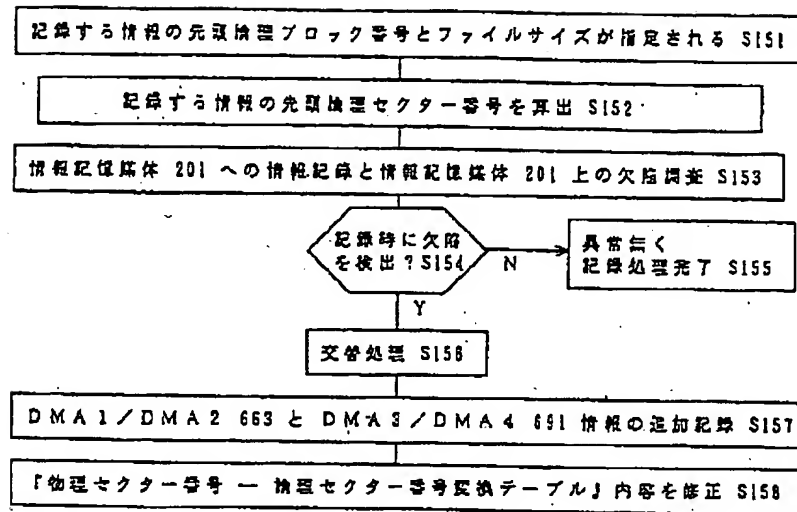 記録する情報の先頭論理ブロック番号とファイルサイズが指定される S151
記録する情報の先頭論理セクター番号を算出 S152
情報記憶媒体 201 への情報記録と情報記憶媒体 201 上の欠陥調査 S153
記録時に欠陥
を検出?S154
N
異常無く
記録処理完了 S155
Y
交替処理 S156
DMA1/DMA2 663 と DMA3/DMA4 691 情報の追加記録 S157
『物理セクター番号 — 論理セクター番号変換テーブル』内容を修正 S158